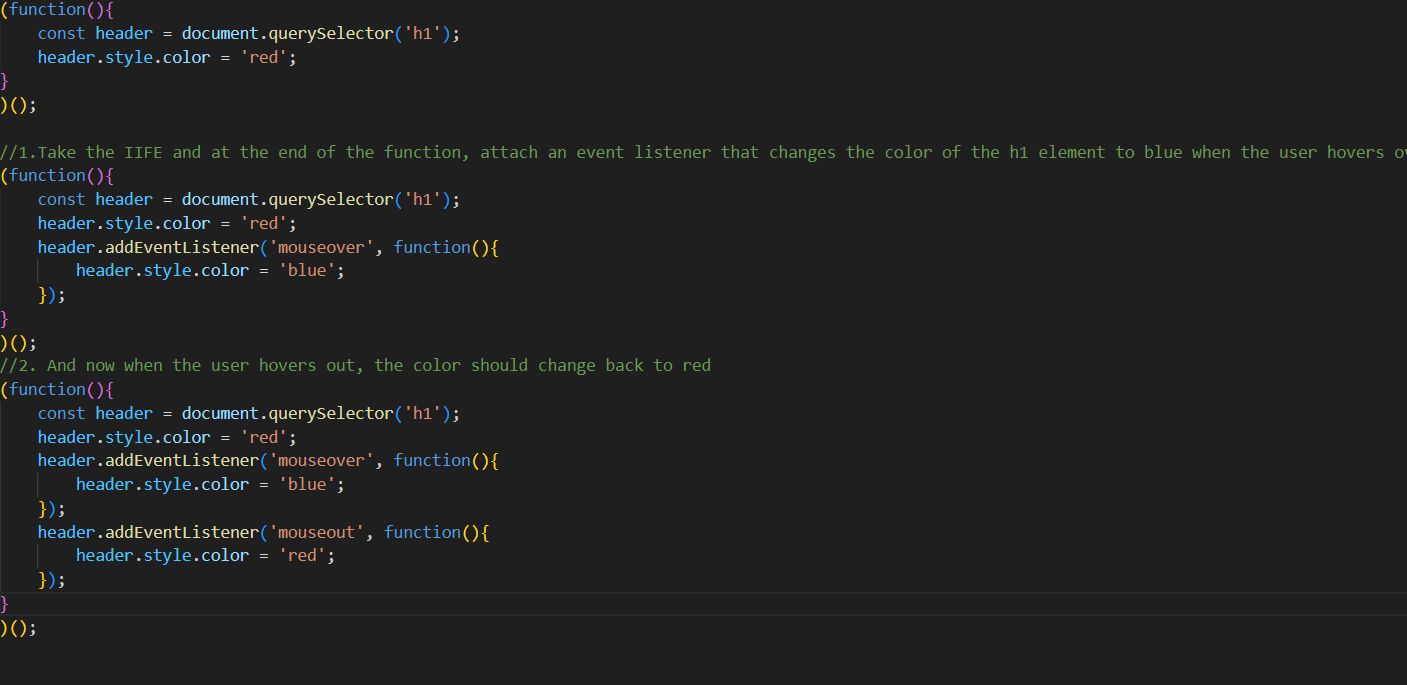 (function(){
    const header = document.querySelector('h1');
    header.style.color = 'red';
}
)();

//1.Take the IIFE and at the end of the function, attach an event listener that changes the color of the h1 element to blue when the user hovers
(function(){
    const header = document.querySelector('h1');
    header.style.color = 'red';
    header.addEventListener('mouseover', function(){
        header.style.color = 'blue';
    });
}
)();
//2. And now when the user hovers out, the color should change back to red
(function(){
    const header = document.querySelector('h1');
    header.style.color = 'red';
    header.addEventListener('mouseover', function(){
        header.style.color = 'blue';
    });
    header.addEventListener('mouseout', function(){
        header.style.color = 'red';
    });
}
)();